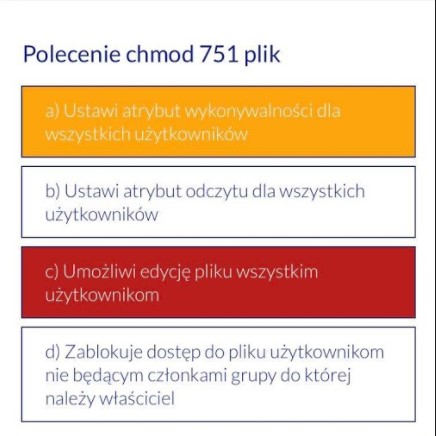 Polecenie chmod 751 plik
a) Ustawi atrybut wykonywalności dla
wszystkich użytkowników
b) Ustawi atrybut odczytu dla wszystkich
użytkowników
c) Umożliwi edycję pliku wszystkim
użytkownikom
d) Zablokuje dostęp do pliku użytkownikom
nie będącym członkami grupy do której
należy właściciel